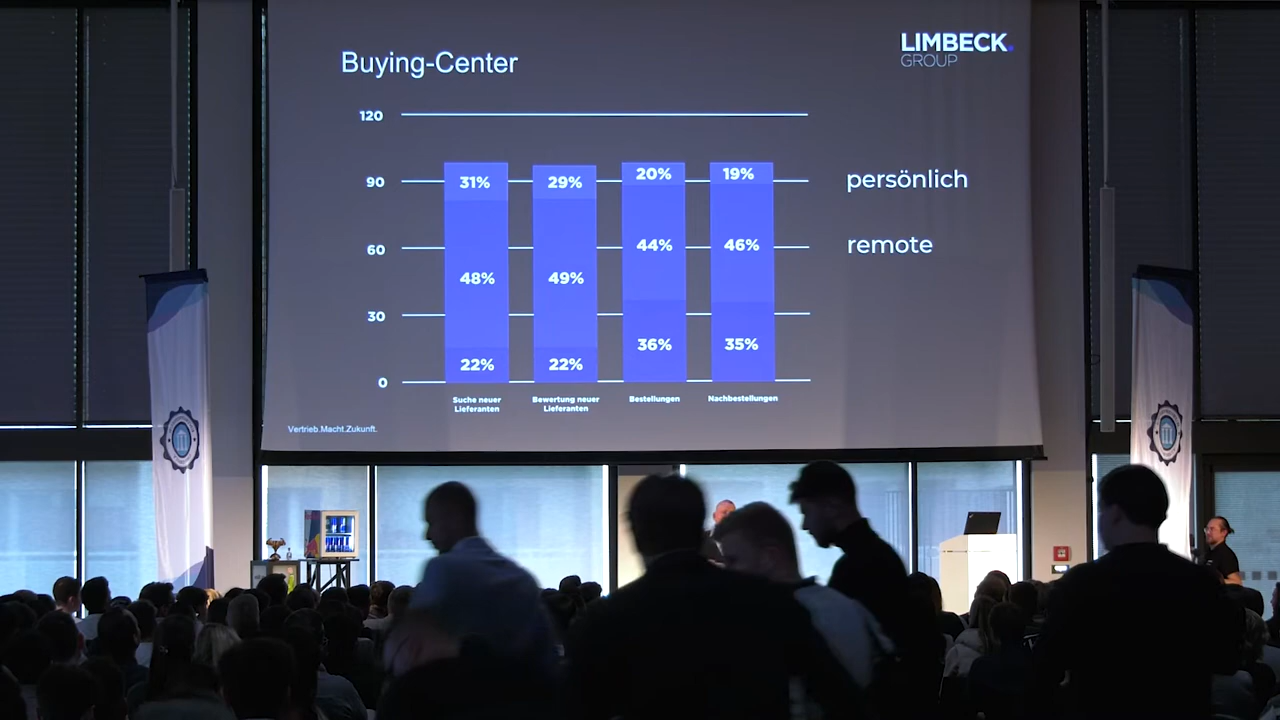 Buying-Center
LIMBECK.
GROUP
120
90
60
30
0
31%
29%
20%
19%
48%
49%
44%
46%
22%
22%
36%
35%
persönlich
remote
Suche neuer
Lieferanten
Bewertung neuer
Lieferanten
Bestellungen
Nachbestellungen
Vertrieb.Macht.Zukunft.